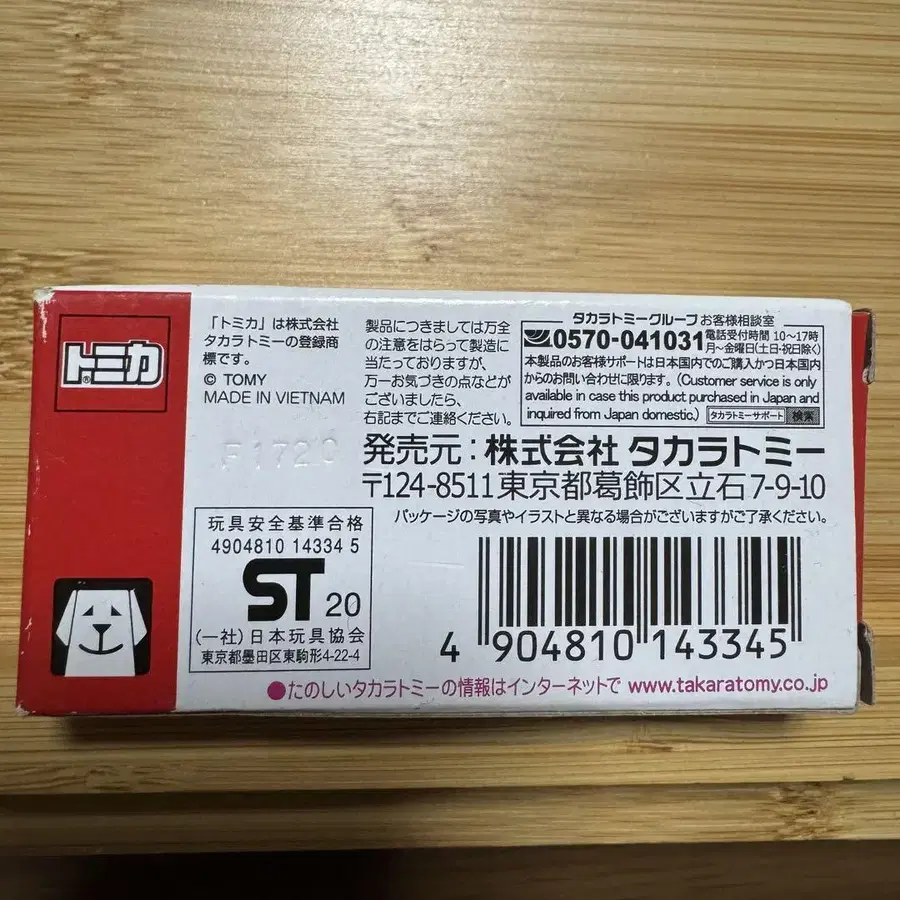 トミカ®
「トミカ」は株式会社
タカラトミーの登録商
標です。
© TOMY
MADE IN VIETNAM
製品につきましては万全
の注意をはらって製造に
当たっておりますが、
万一お気づきの点などが
ございましたら、
右記までご連絡ください。
タカラトミーグループお客様相談室
0570-041031 電話受付時間 10〜17時
月〜金曜日(土日・祝日除く)
本製品のお客様サポートは日本国内でのご購入かつ日本国内
からのお問い合わせに限ります。(Customer service is only
available in case this product purchased in Japan and
inquired from Japan domestic.) タカラトミーサポート 検索
発売元：株式会社 タカラトミー
〒124-8511東京都葛飾区立石7-9-10
パッケージの写真やイラストと異なる場合がございますがご了承ください。
玩具安全基準合格
4904810 14334 5
ST 20
(一社)日本玩具協会
東京都墨田区東駒形4-22-4
4 904810 143345
●たのしいタカラトミーの情報はインターネットで www.takaratomy.co.jp